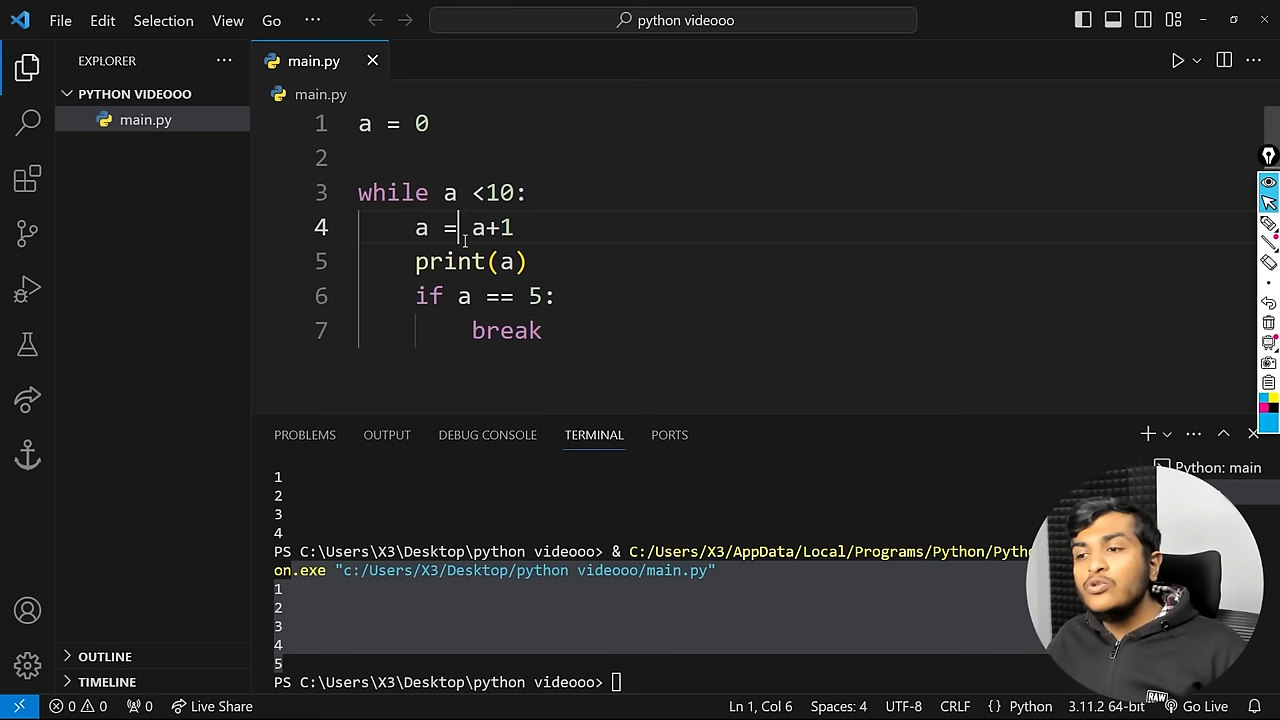 File Edit Selection View Go ··· python videooo
EXPLORER ···
PYTHON VIDEOOO
main.py
main.py
main.py
1 a = 0
2
3 while a <10:
4     a = a+1
5     print(a)
6     if a == 5:
7         break
PROBLEMS OUTPUT DEBUG CONSOLE TERMINAL PORTS
Python: main
1
2
3
4
PS C:\Users\X3\Desktop\python videooo> & C:/Users/X3/AppData/Local/Programs/Python/Pytho
on.exe "c:/Users/X3/Desktop/python videooo/main.py"
1
2
3
4
5
PS C:\Users\X3\Desktop\python videooo>
OUTLINE
TIMELINE
RAW
0 0 0 Live Share Ln 1, Col 6 Spaces: 4 UTF-8 CRLF {} Python 3.11.2 64-bit Go Live